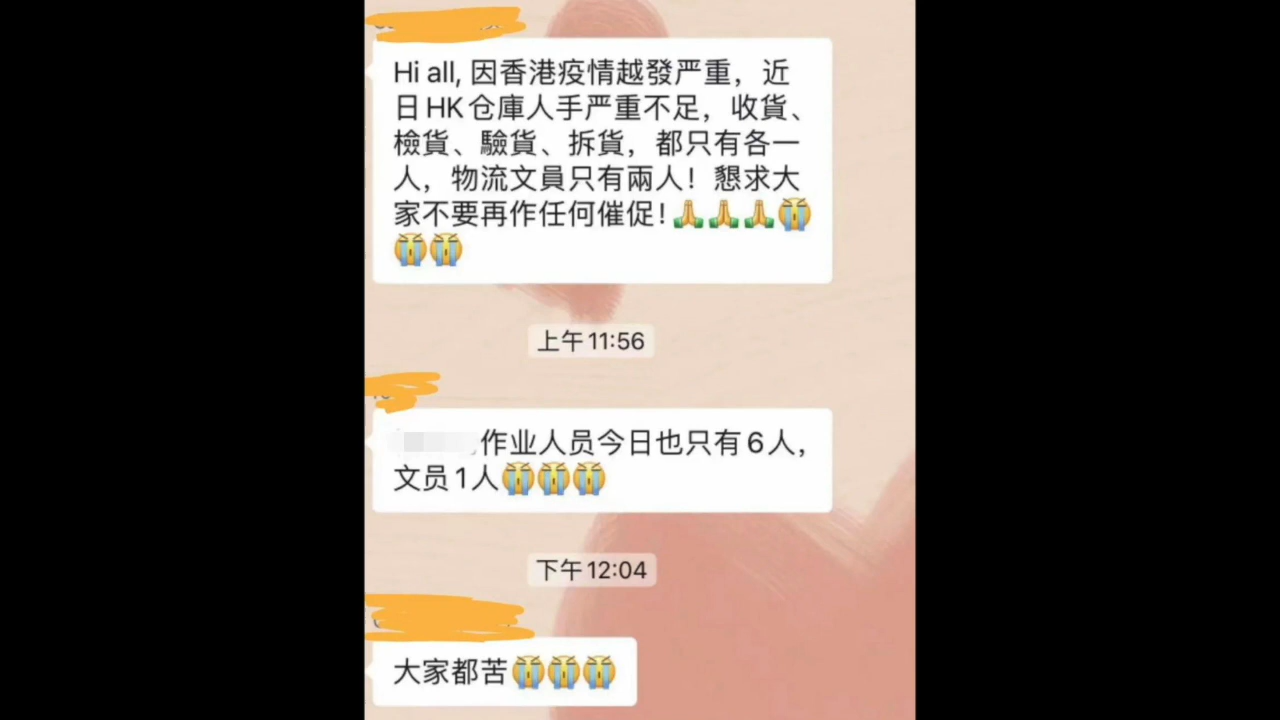 Hi all, 因香港疫情越發严重，近
日HK仓庫人手严重不足，收貨、
檢貨、驗貨、拆貨，都只有各一
人，物流文員只有兩人！懇求大
家不要再作任何催促！🙏🙏🙏😭
😭😭
上午11:56
作业人员今日也只有6人，
文员1人😭😭😭
下午12:04
大家都苦😭😭😭